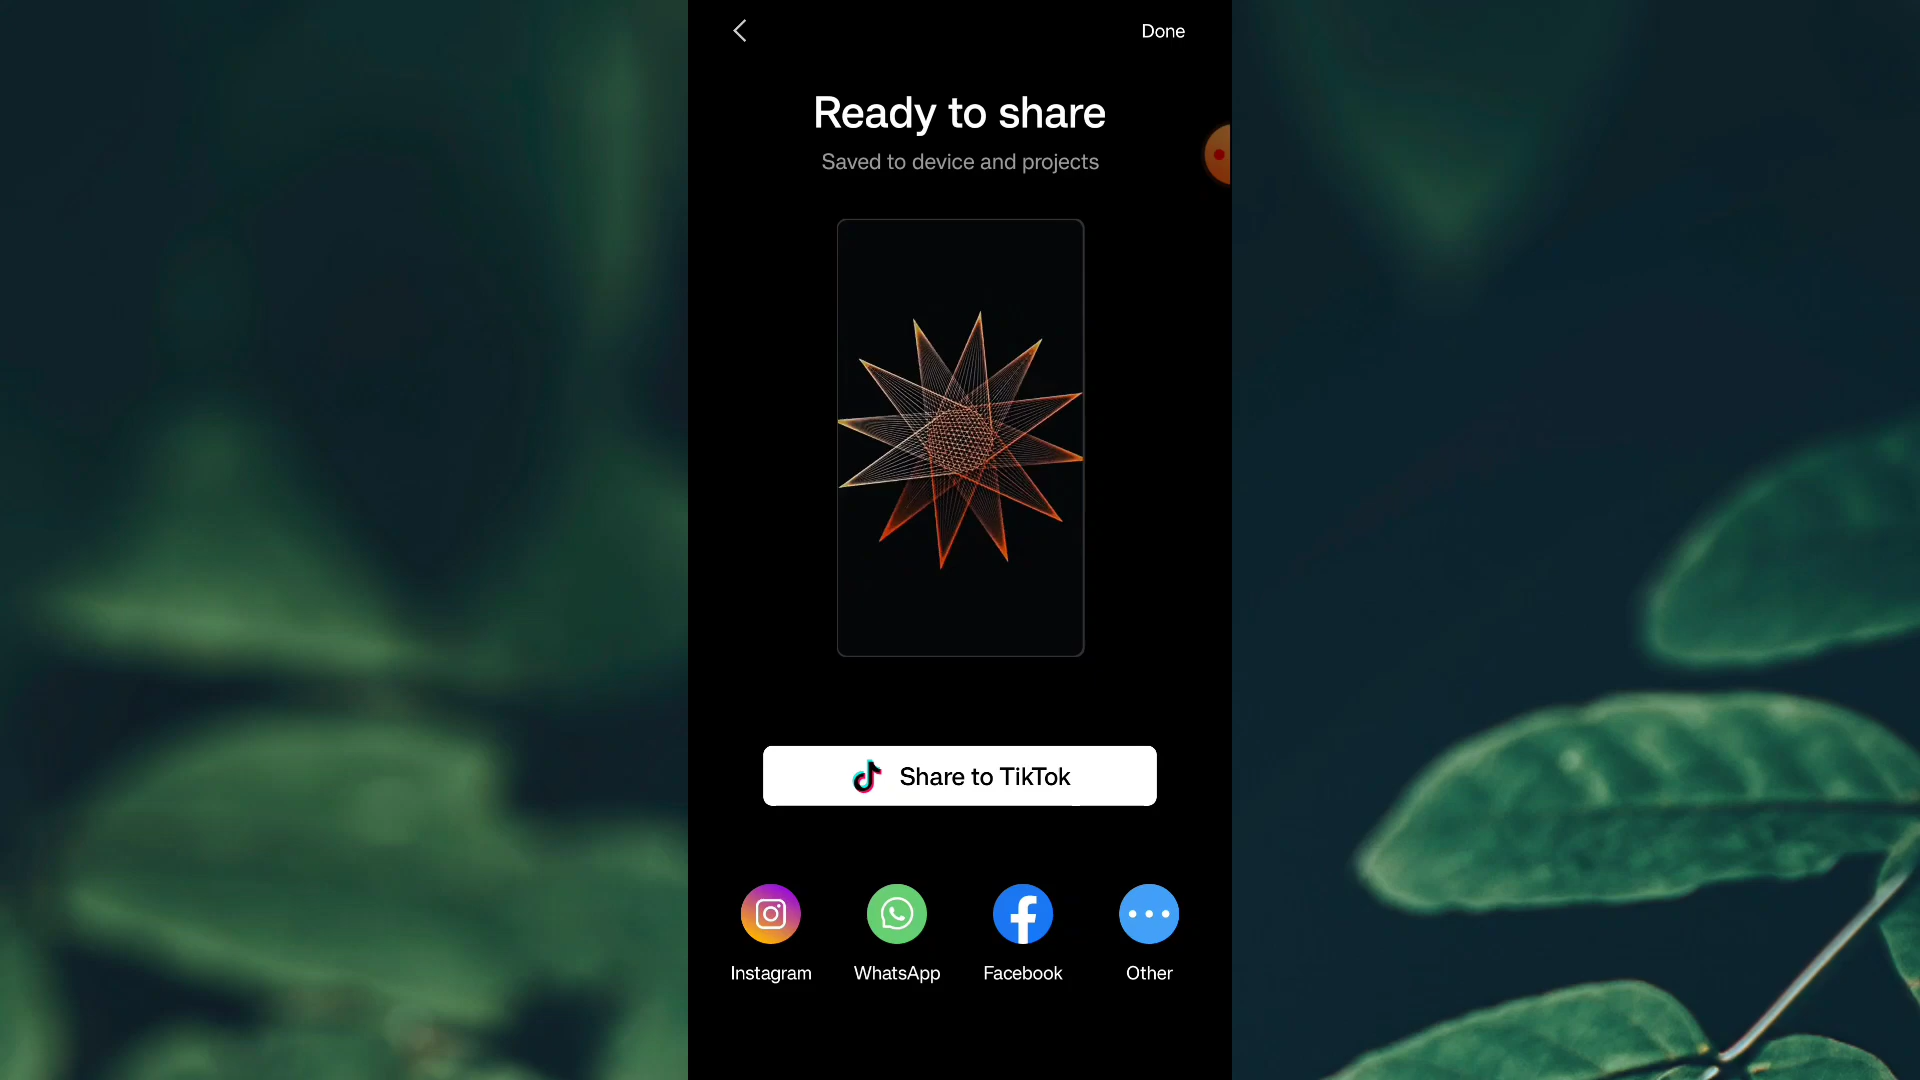 Done
Ready to share
Saved to device and projects
Share to TikTok
Instagram
WhatsApp
Facebook
Other